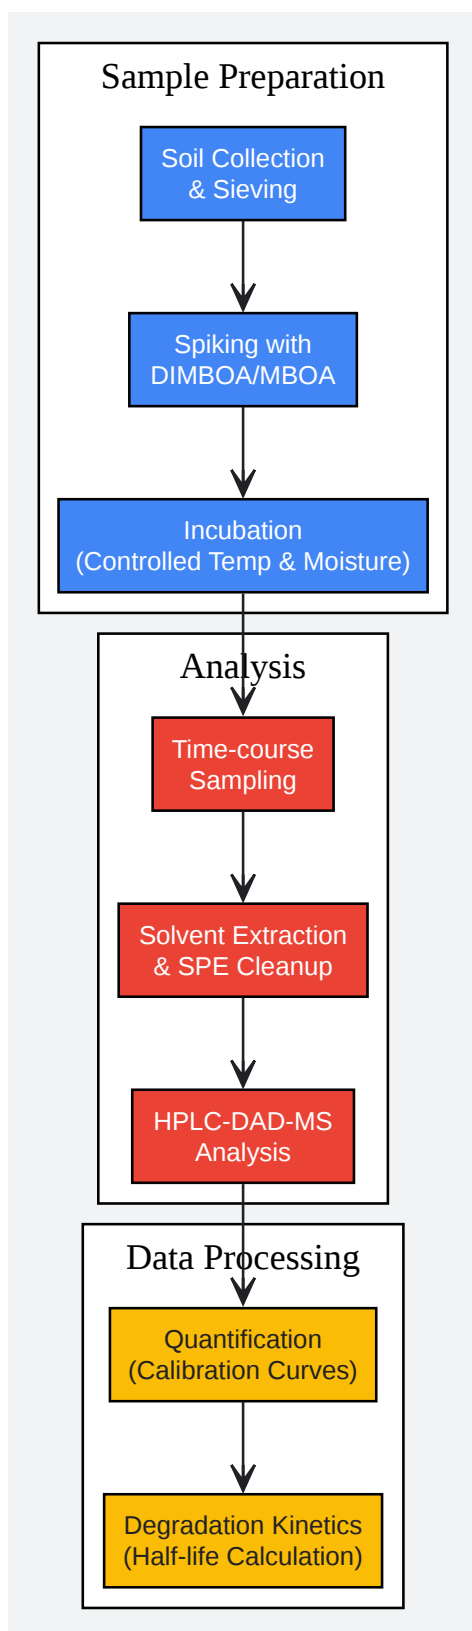 Sample Preparation
Soil Collection
& Sieving
Spiking with
DIMBOA/MBOA
Incubation
(Controlled Temp & Moisture)
Analysis
Time-course
Sampling
Solvent Extraction
& SPE Cleanup
HPLC-DAD-MS
Analysis
Data Processing
Quantification
(Calibration Curves)
Degradation Kinetics
(Half-life Calculation)